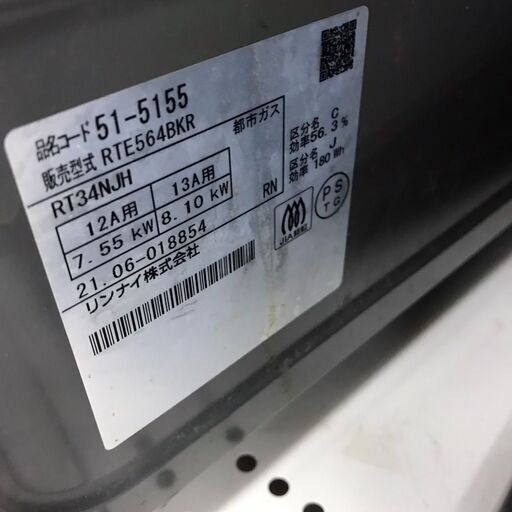 品名コード 51-5155
販売型式 RTE564BKR 都市ガス
RT34NJH
12A用 13A用
7.55 kW 8.10 kW RN
21.06-018854
リンナイ株式会社
区分名 C
効率56.3%
区分名 J
効率 180 Wh
JIA認証
PS
TG